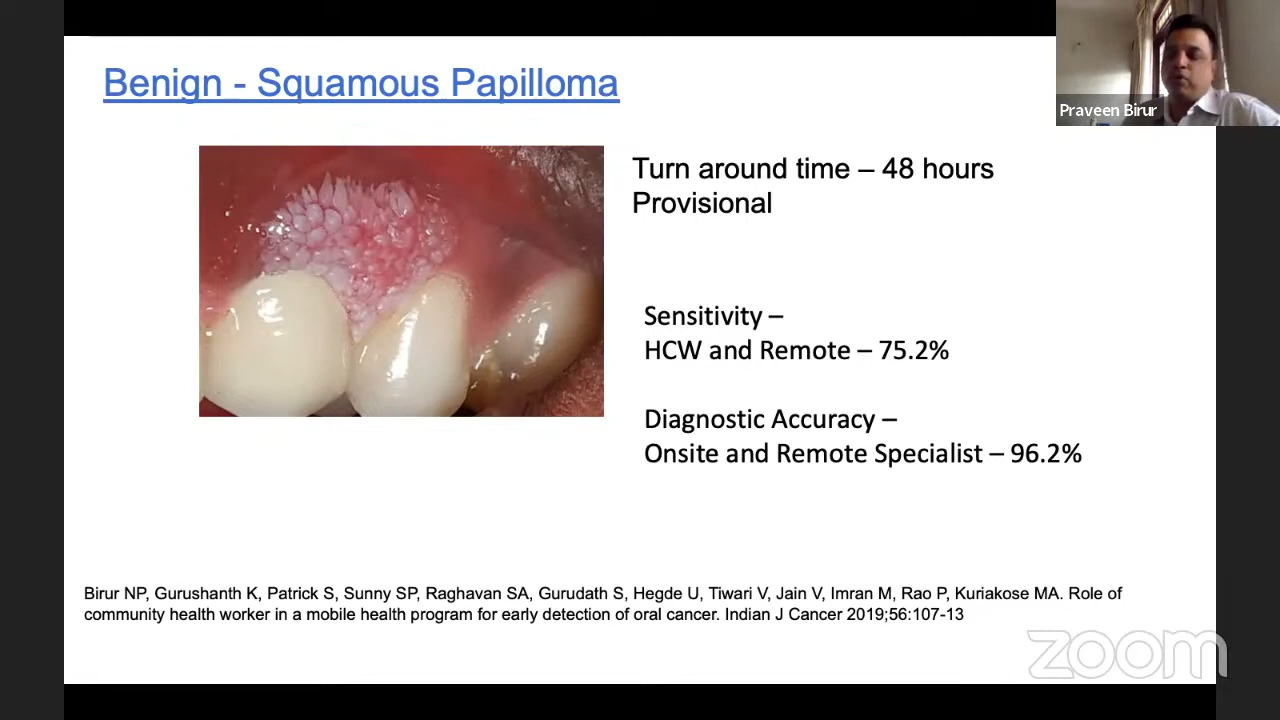 Benign - Squamous Papilloma
Praveen Birur
Turn around time – 48 hours
Provisional
Sensitivity –
HCW and Remote – 75.2%
Diagnostic Accuracy –
Onsite and Remote Specialist – 96.2%
Birur NP, Gurushanth K, Patrick S, Sunny SP, Raghavan SA, Gurudath S, Hegde U, Tiwari V, Jain V, Imran M, Rao P, Kuriakose MA. Role of
community health worker in a mobile health program for early detection of oral cancer. Indian J Cancer 2019;56:107-13
zoom